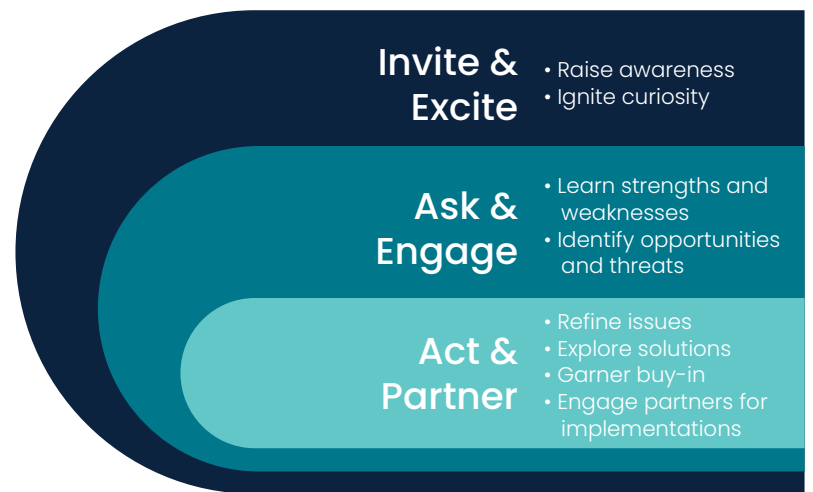 Invite &
Excite
• Raise awareness
• Ignite curiosity
Ask &
Engage
• Learn strengths and
weaknesses
• Identify opportunities
and threats
Act &
Partner
• Refine issues
• Explore solutions
• Garner buy-in
• Engage partners for
implementations